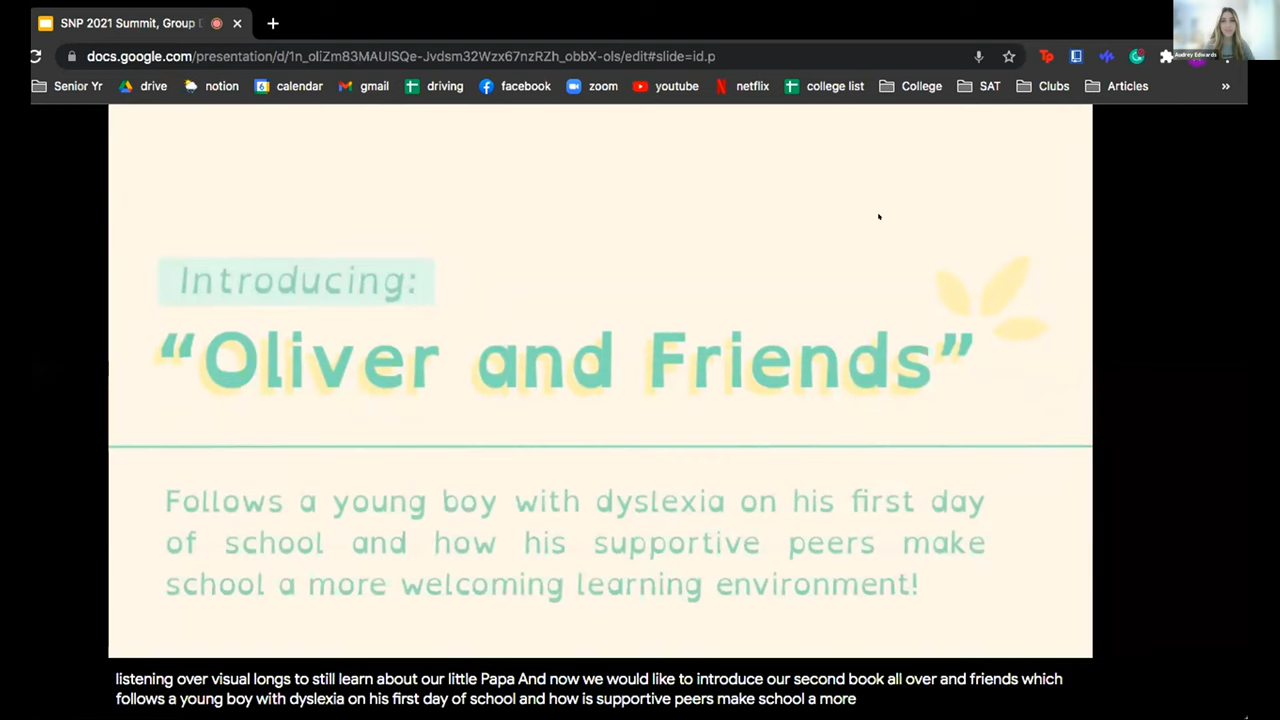 SNP 2021 Summit, Group D
docs.google.com/presentation/d/1n_oliZm83MAUlSQe-Jvdsm32Wzx67nzRZh_obbX-ols/edit#slide=id.p
Audrey Edwards
Senior Yr drive notion calendar gmail driving facebook zoom youtube netflix college list College SAT Clubs Articles »
Introducing:
“Oliver and Friends”
Follows a young boy with dyslexia on his first day
of school and how his supportive peers make
school a more welcoming learning environment!
listening over visual longs to still learn about our little Papa And now we would like to introduce our second book all over and friends which
follows a young boy with dyslexia on his first day of school and how is supportive peers make school a more